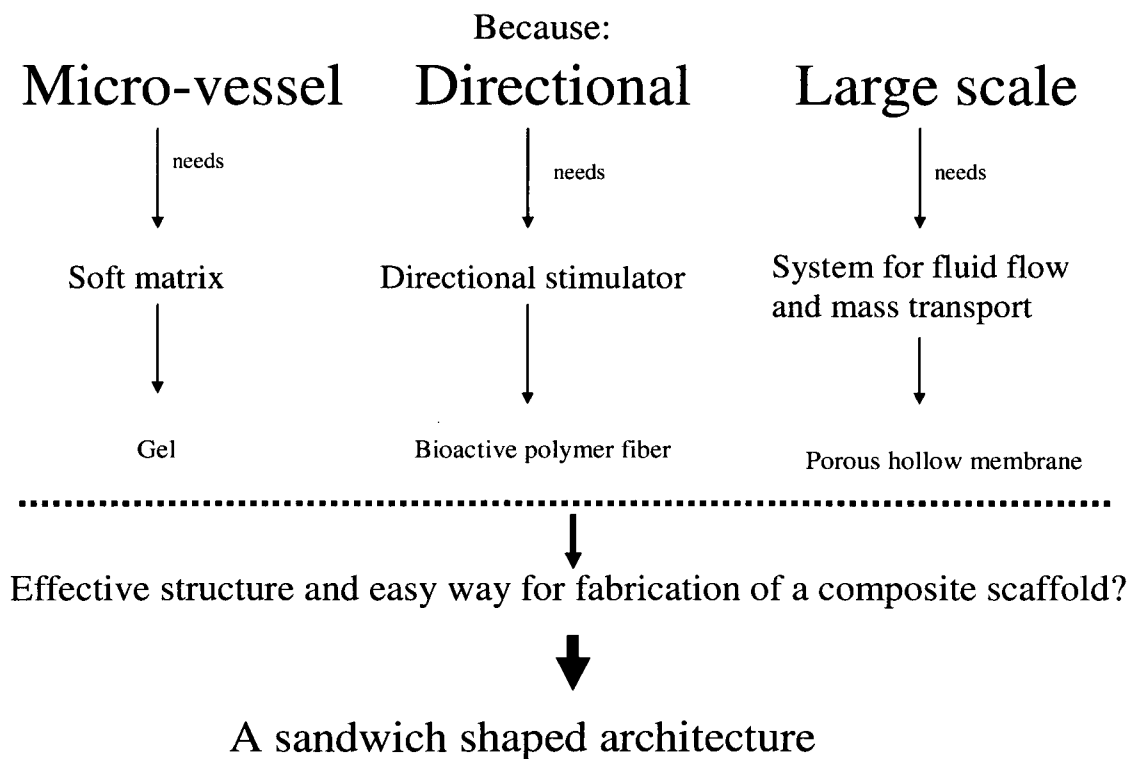 Because:
Micro-vessel Directional Large scale
needs needs needs
Soft matrix Directional stimulator System for fluid flow
and mass transport
Gel Bioactive polymer fiber Porous hollow membrane
Effective structure and easy way for fabrication of a composite scaffold?
A sandwich shaped architecture